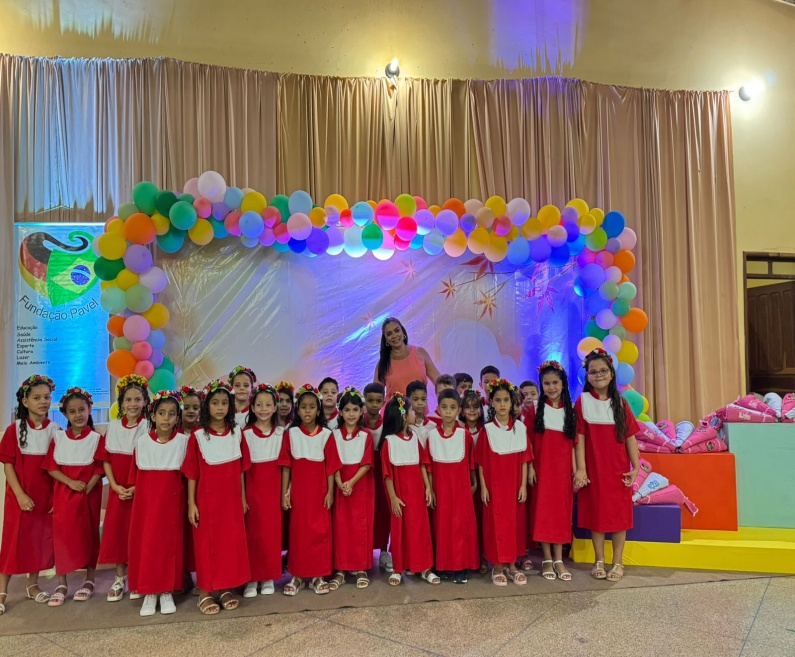 Fundação Pavel
Educação
Saúde
Assistência Social
Esporte
Cultura
Lazer
Meio Ambiente